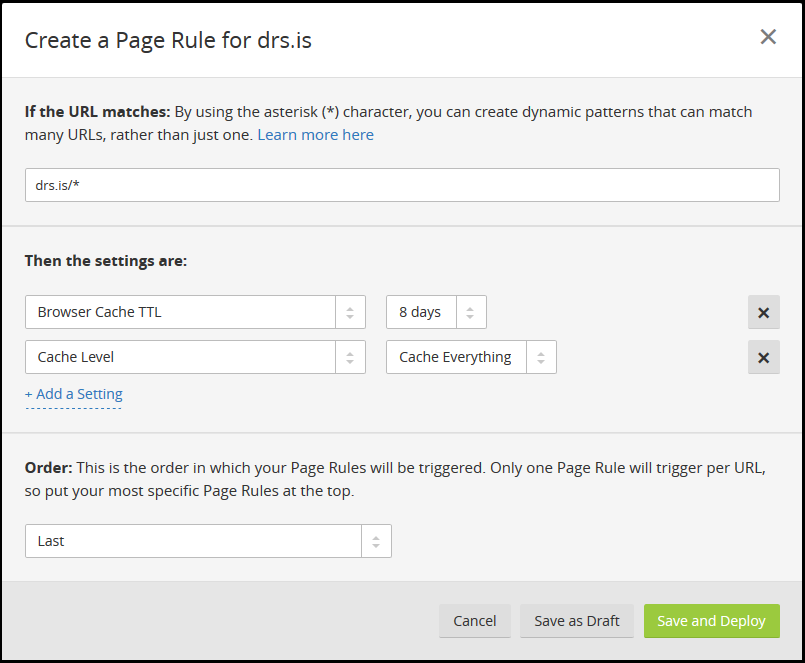 Create a Page Rule for drs.is
If the URL matches: By using the asterisk (*) character, you can create dynamic patterns that can match
many URLs, rather than just one. Learn more here
drs.is/*
Then the settings are:
Browser Cache TTL 8 days
Cache Level Cache Everything
+ Add a Setting
Order: This is the order in which your Page Rules will be triggered. Only one Page Rule will trigger per URL,
so put your most specific Page Rules at the top.
Last
Cancel Save as Draft Save and Deploy